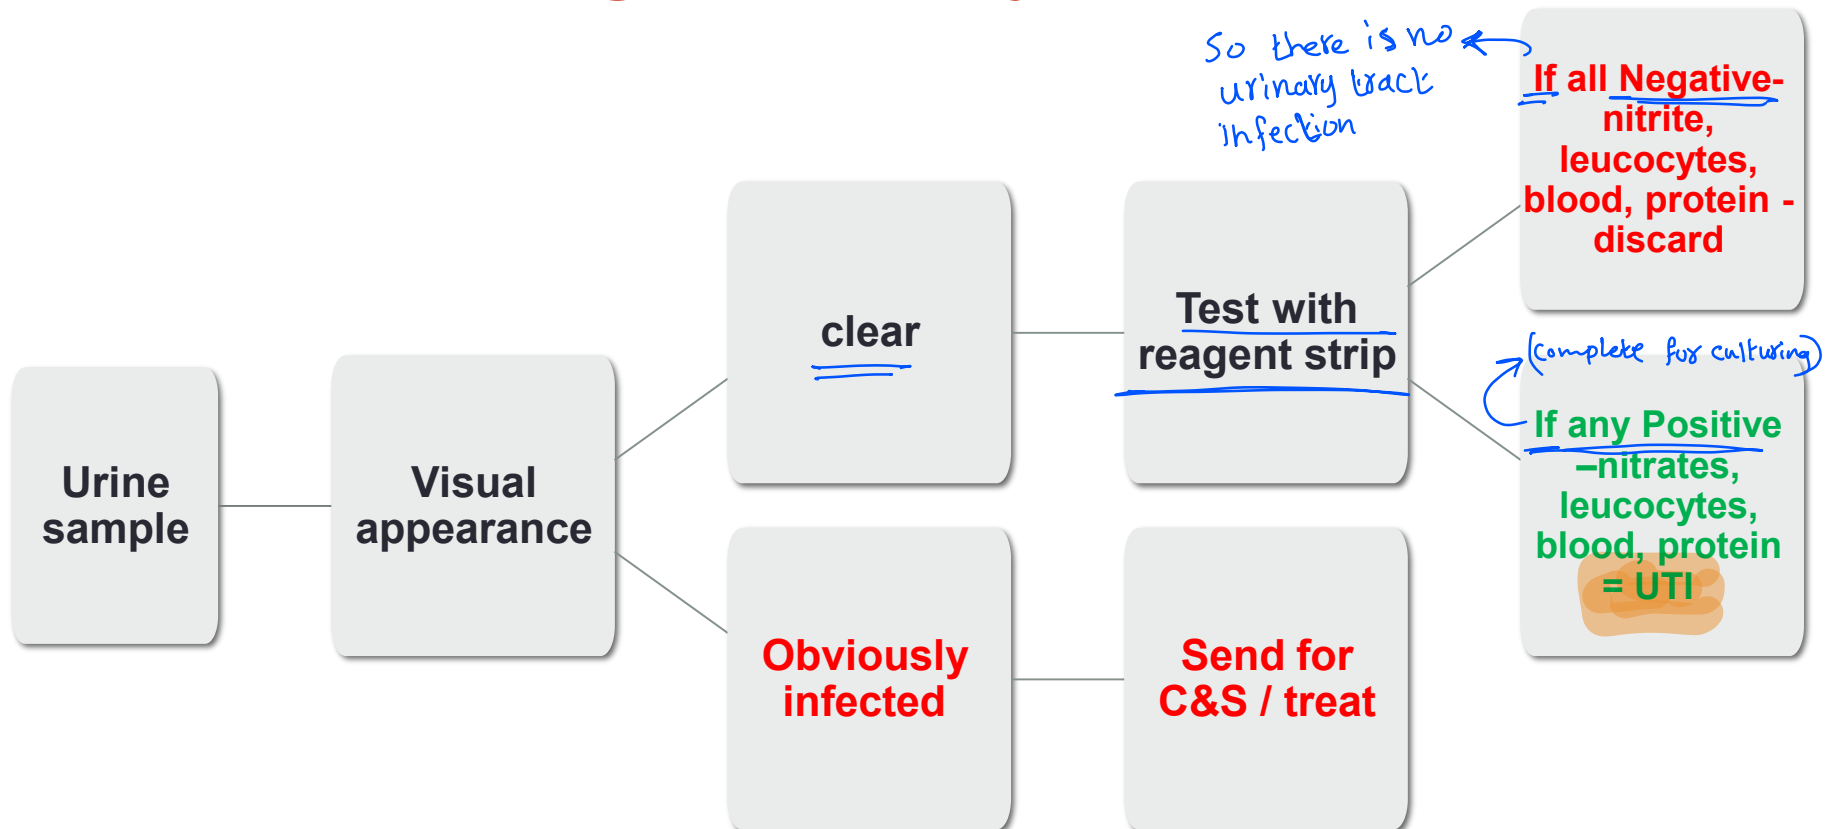 So there is no
urinary tract
infection
If all Negative-
nitrite,
leucocytes,
blood, protein -
discard
clear
Test with
reagent strip
(complete for culturing)
If any Positive
–nitrates,
leucocytes,
blood, protein
= UTI
Urine
sample
Visual
appearance
Obviously
infected
Send for
C&S / treat